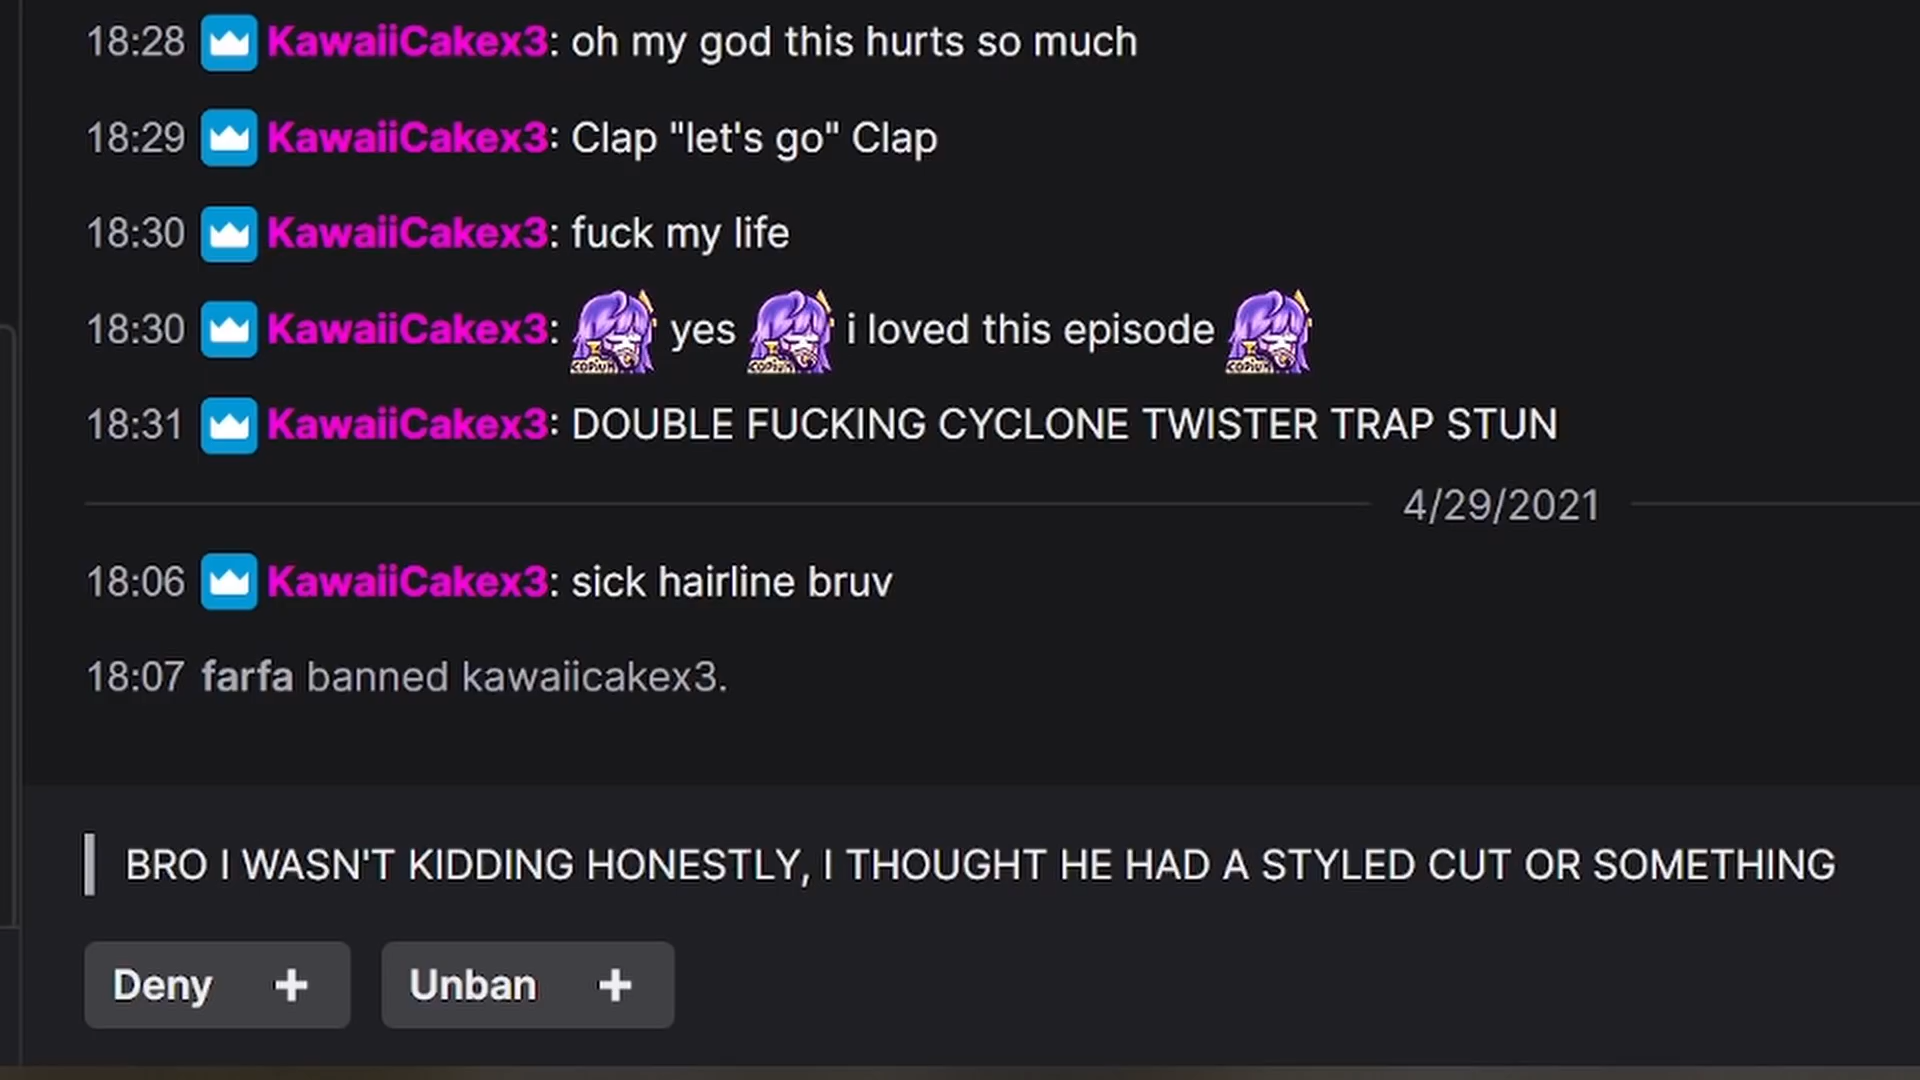 18:28 KawaiiCakex3: oh my god this hurts so much
18:29 KawaiiCakex3: Clap "let's go" Clap
18:30 KawaiiCakex3: fuck my life
18:30 KawaiiCakex3: COPIUM yes COPIUM i loved this episode COPIUM
18:31 KawaiiCakex3: DOUBLE FUCKING CYCLONE TWISTER TRAP STUN
4/29/2021
18:06 KawaiiCakex3: sick hairline bruv
18:07 farfa banned kawaiicakex3.
BRO I WASN'T KIDDING HONESTLY, I THOUGHT HE HAD A STYLED CUT OR SOMETHING
Deny + Unban +